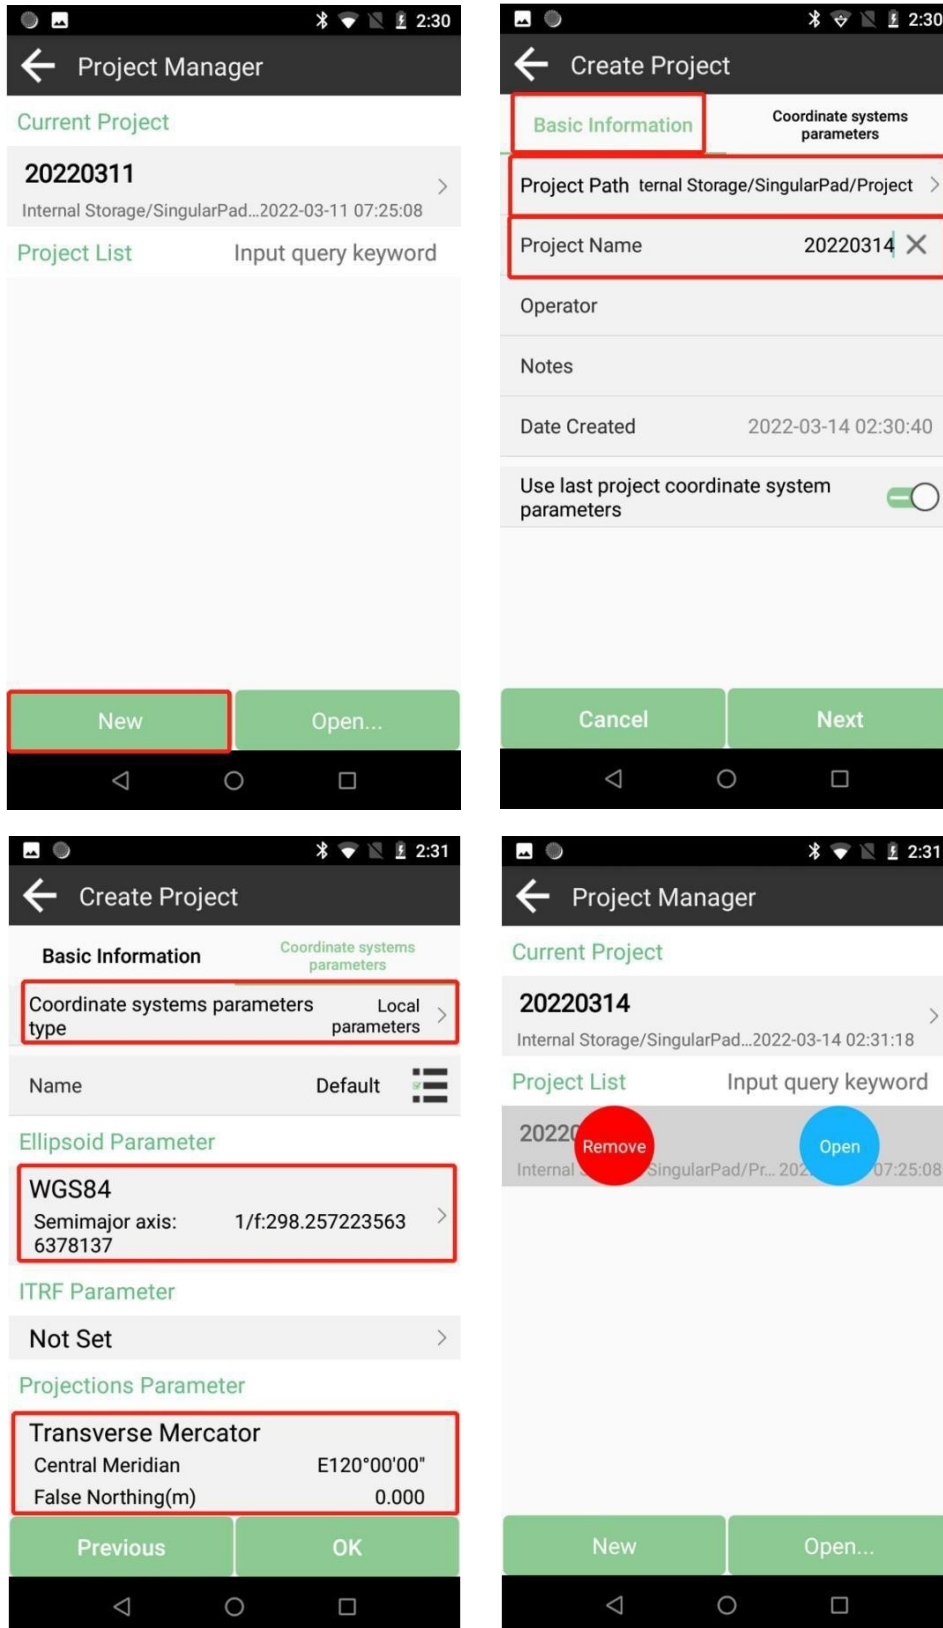 2:30
Project Manager
Current Project
20220311
Internal Storage/SingularPad...2022-03-11 07:25:08
Project List Input query keyword
New Open...
2:30
Create Project
Basic Information
Coordinate systems
parameters
Project Path ternal Storage/SingularPad/Project
Project Name 20220314
Operator
Notes
Date Created 2022-03-14 02:30:40
Use last project coordinate system
parameters
Cancel Next
2:31
Create Project
Basic Information
Coordinate systems
parameters
Coordinate systems parameters
type
Local
parameters
Name Default
Ellipsoid Parameter
WGS84
Semimajor axis:
6378137
1/f:298.257223563
ITRF Parameter
Not Set
Projections Parameter
Transverse Mercator
Central Meridian E120°00'00"
False Northing(m) 0.000
Previous OK
2:31
Project Manager
Current Project
20220314
Internal Storage/SingularPad...2022-03-14 02:31:18
Project List Input query keyword
Remove
Open
Internal SingularPad/Pr... 07:25:08
New Open...